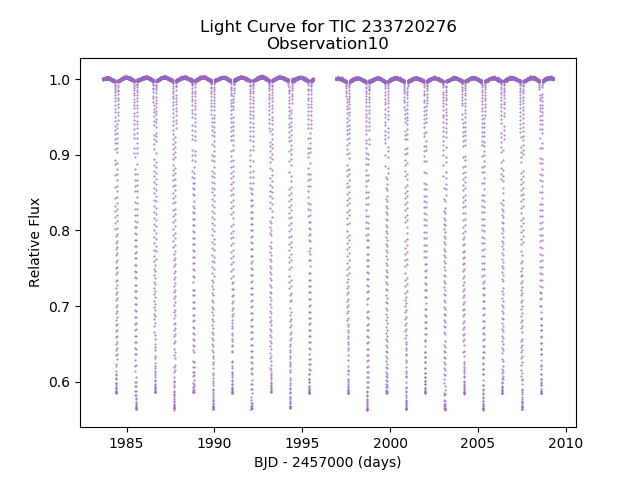 Light Curve for TIC 233720276
Observation10
1.0
0.9
0.8
0.7
0.6
Relative Flux
1985
1990
1995
2000
2005
2010
BJD - 2457000 (days)